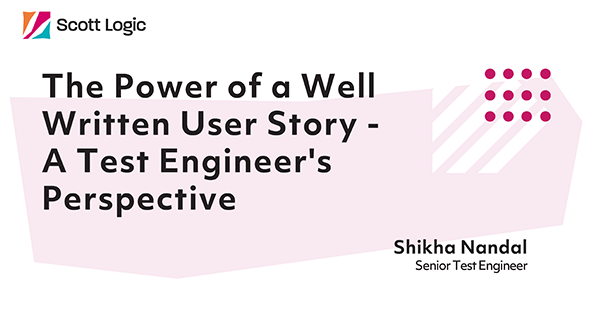 Scott Logic
The Power of a Well
Written User Story -
A Test Engineer's
Perspective
Shikha Nandal
Senior Test Engineer